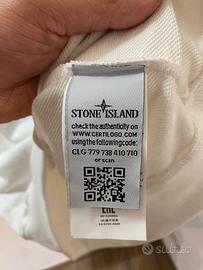 STONE ISLAND
check the authenticity on
WWW.CERTILOGO.COM
using the following code:
CLG 779 738 410 710
or scan
Subito